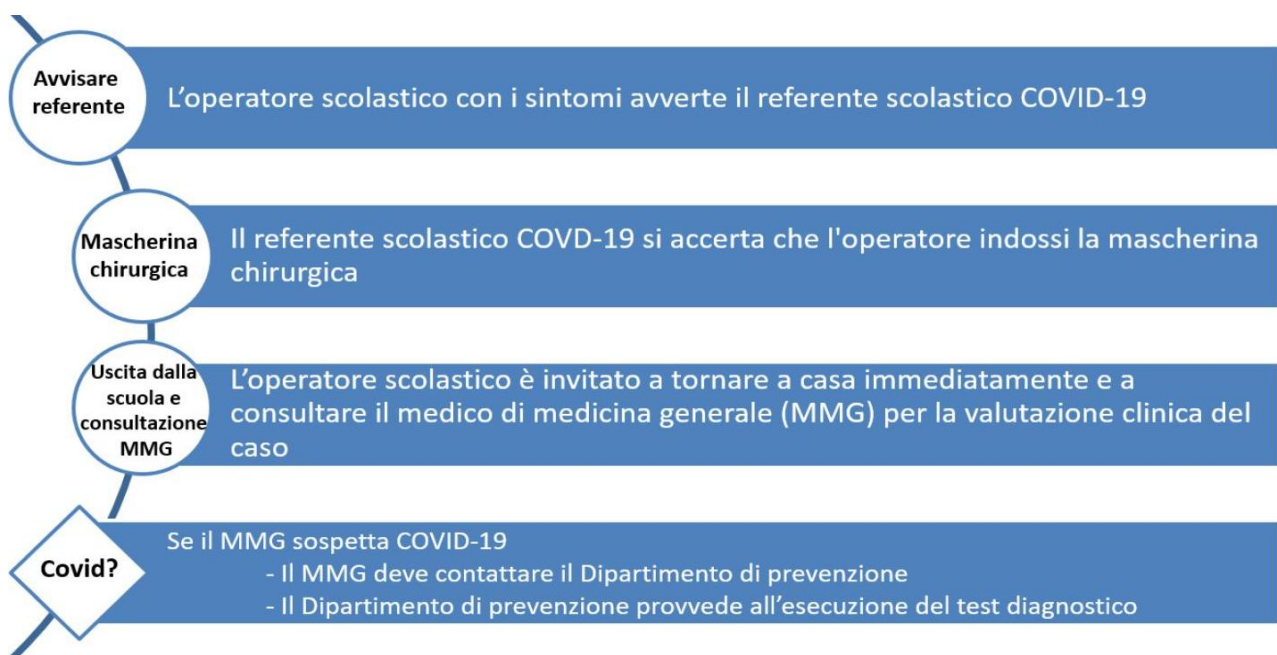 Avvisare
referente
L’operatore scolastico con i sintomi avverte il referente scolastico COVID-19
Mascherina
chirurgica
Il referente scolastico COVD-19 si accerta che l'operatore indossi la mascherina
chirurgica
Uscita dalla
scuola e
consultazione
MMG
L’operatore scolastico è invitato a tornare a casa immediatamente e a
consultare il medico di medicina generale (MMG) per la valutazione clinica del
caso
Covid?
Se il MMG sospetta COVID-19
- Il MMG deve contattare il Dipartimento di prevenzione
- Il Dipartimento di prevenzione provvede all’esecuzione del test diagnostico